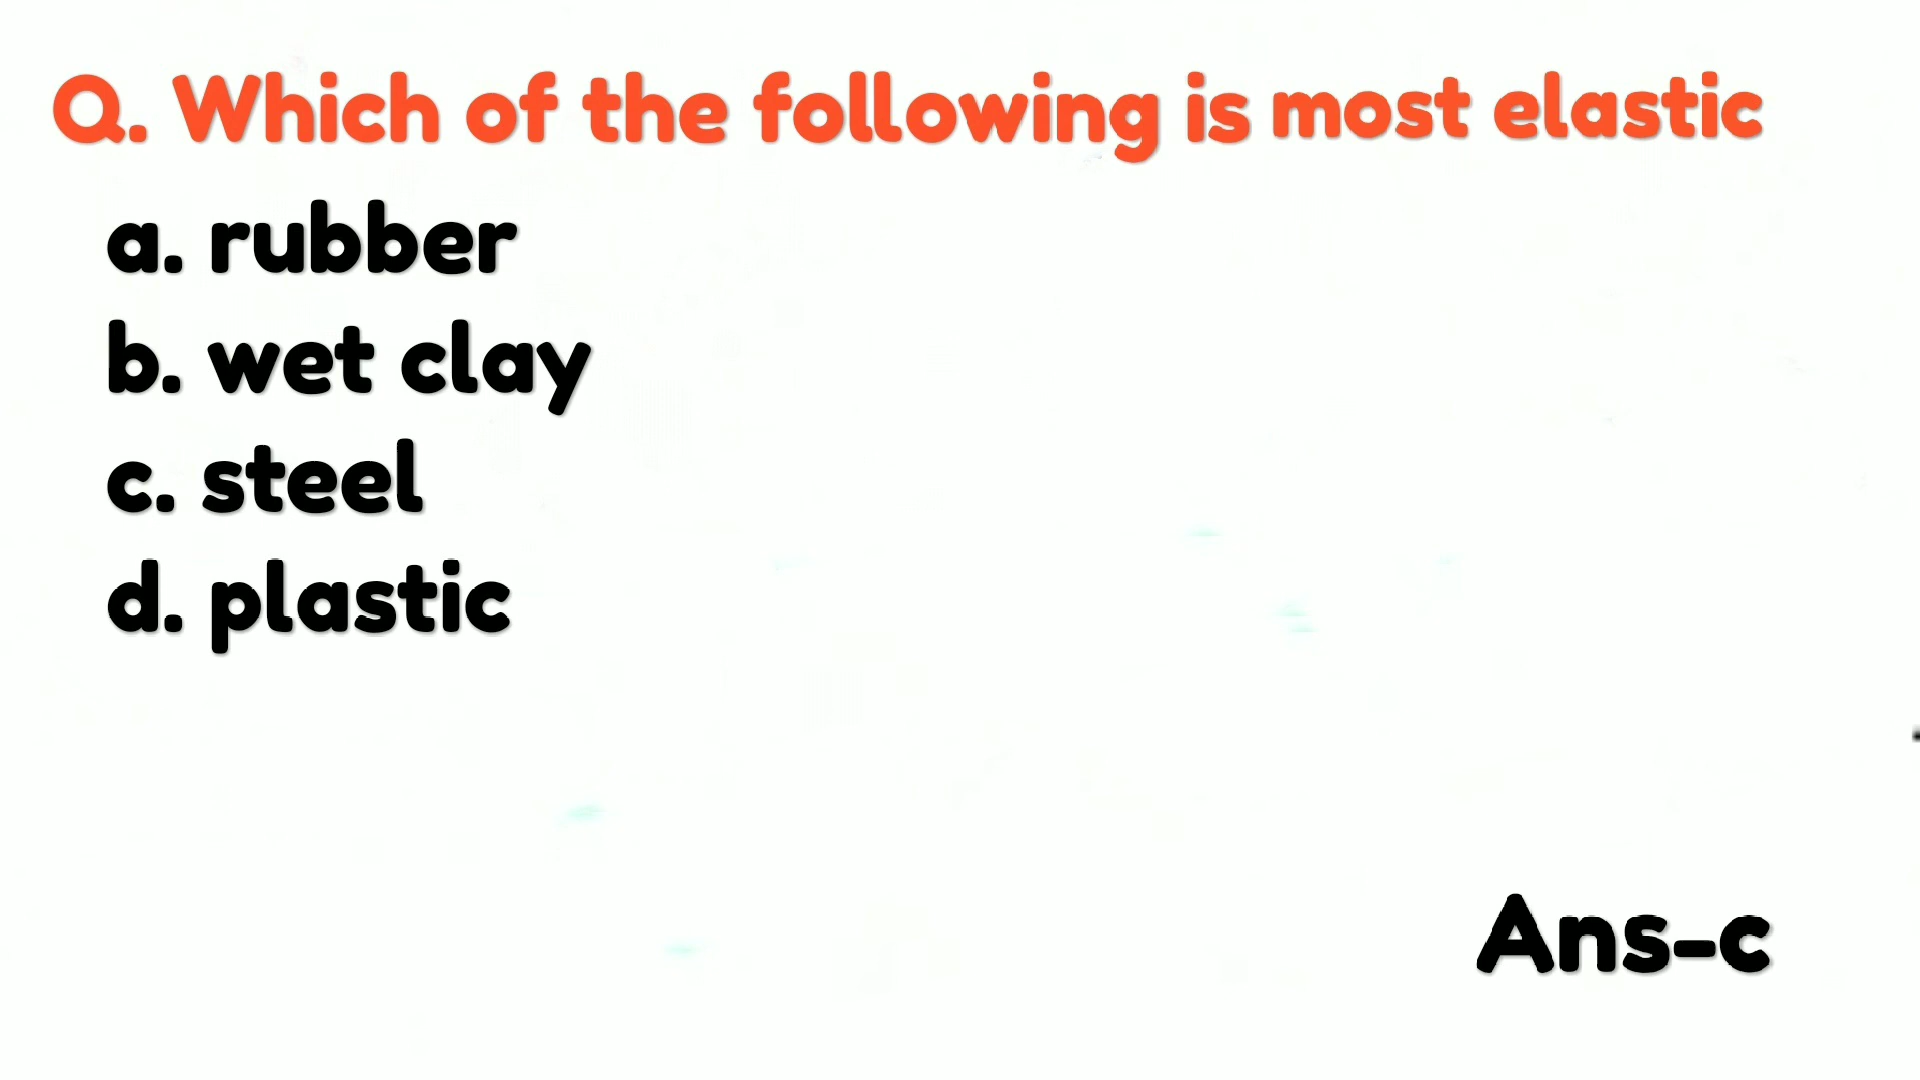 Q. Which of the following is most elastic
a. rubber
b. wet clay
c. steel
d. plastic
Ans-c